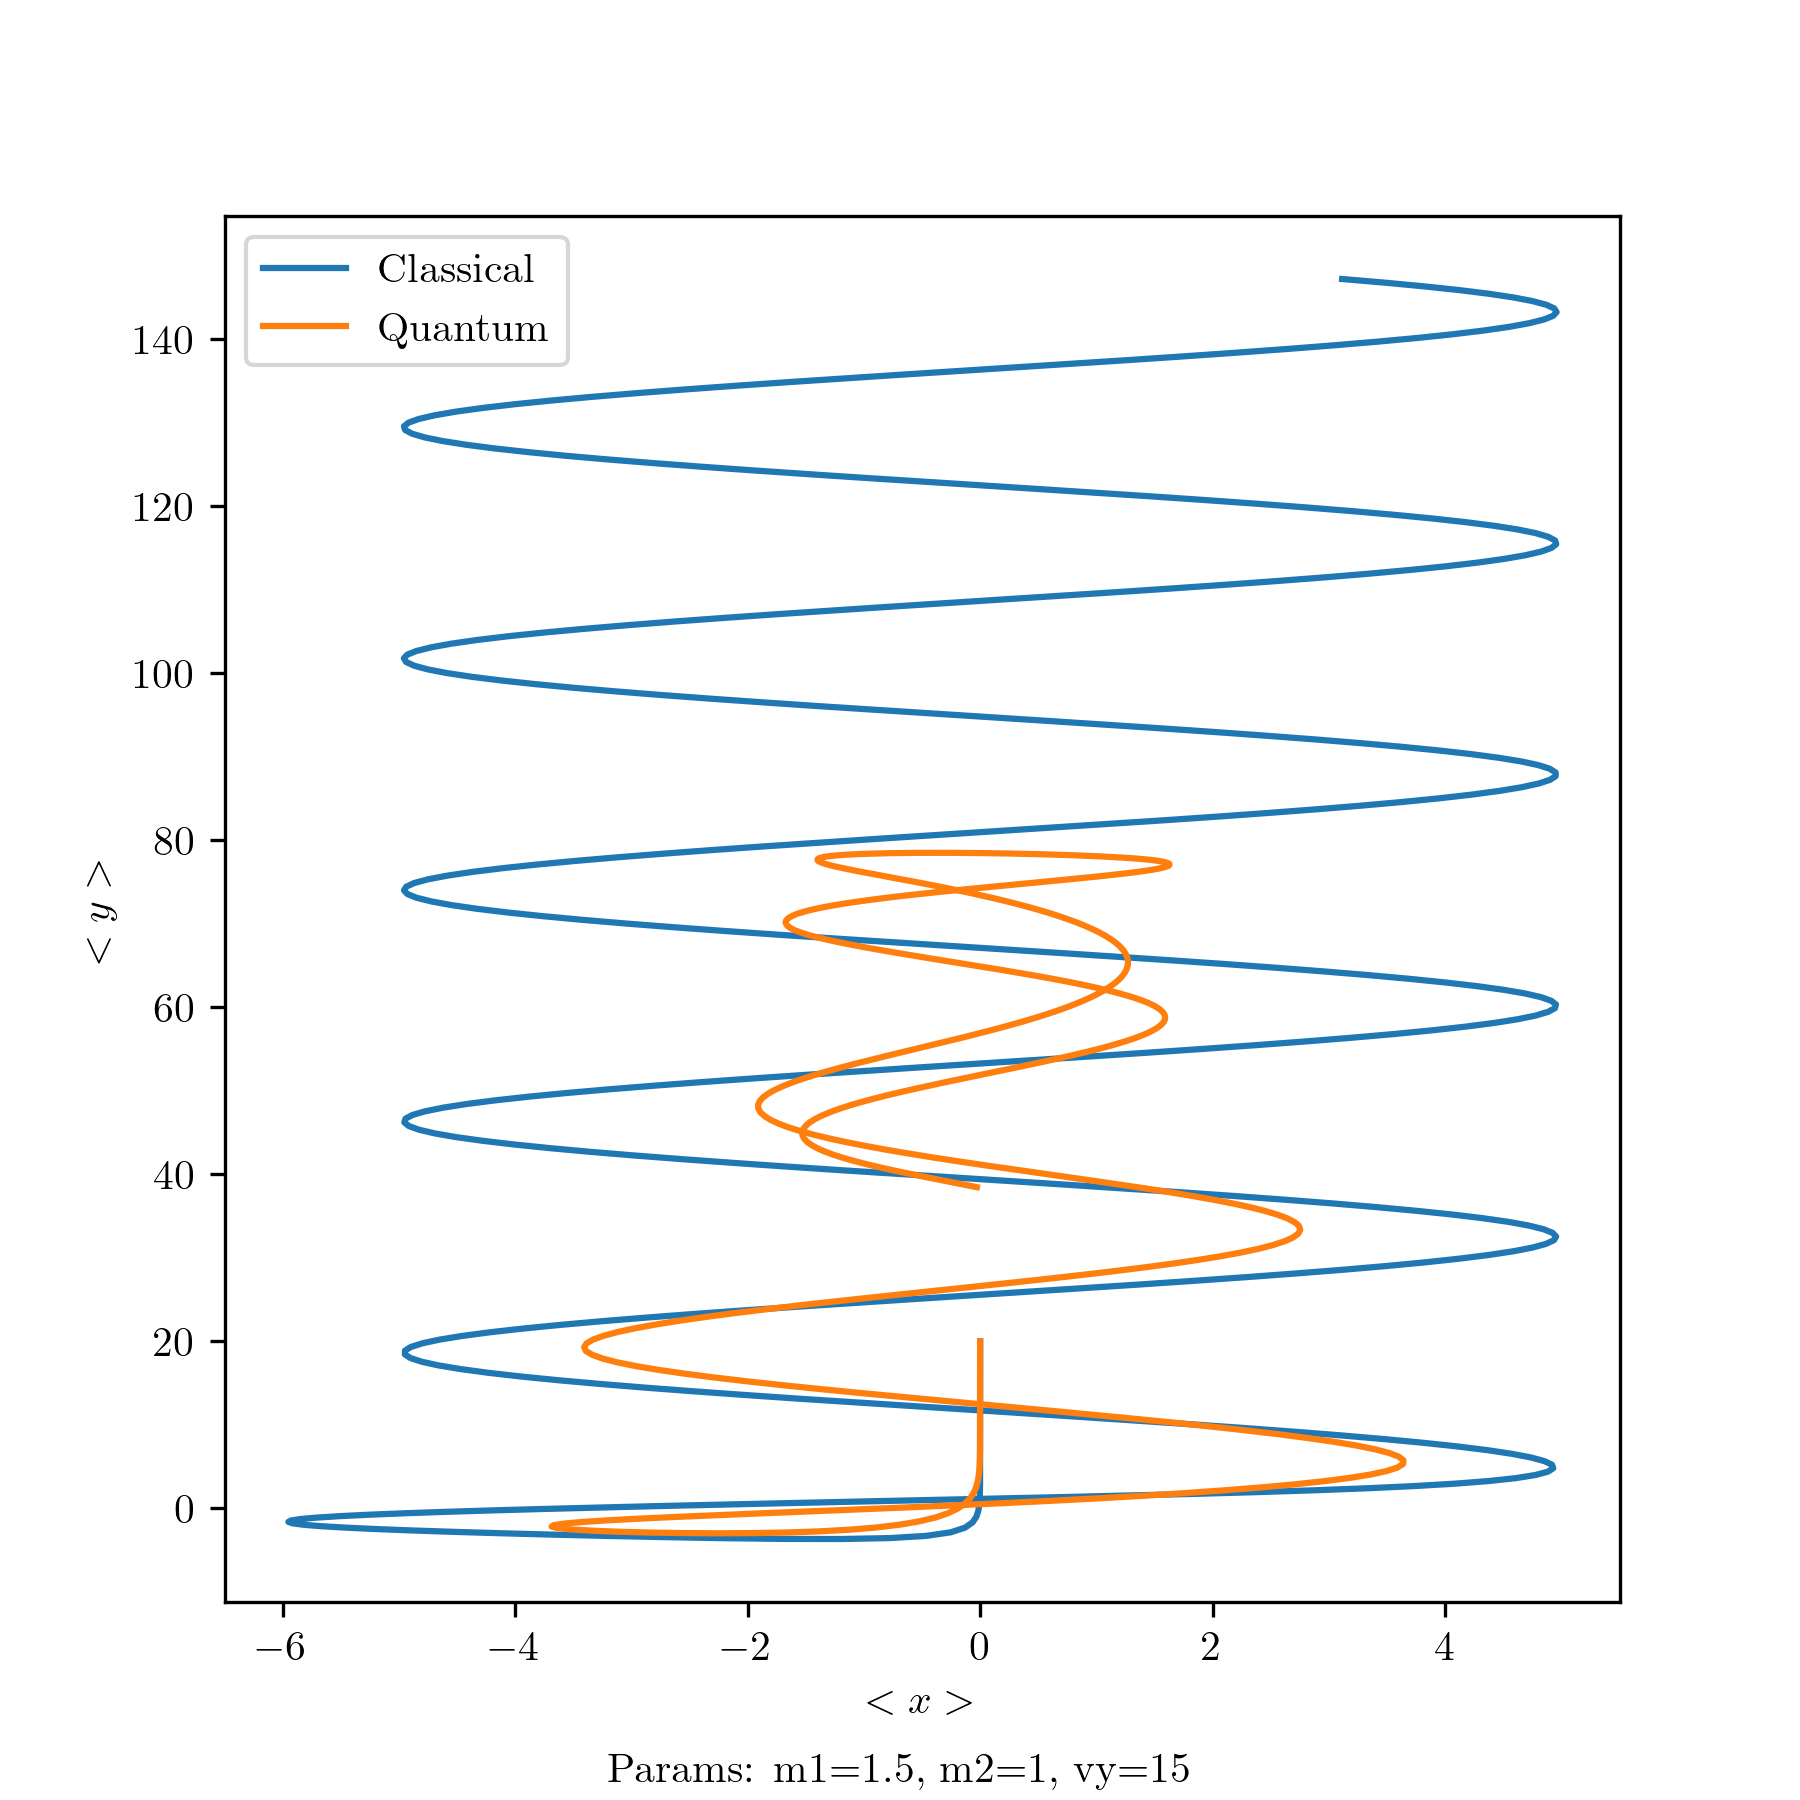 Classical
Quantum
140
120
100
80
60
40
20
0
< y >
−6 −4 −2 0 2 4
< x >
Params: m1=1.5, m2=1, vy=15